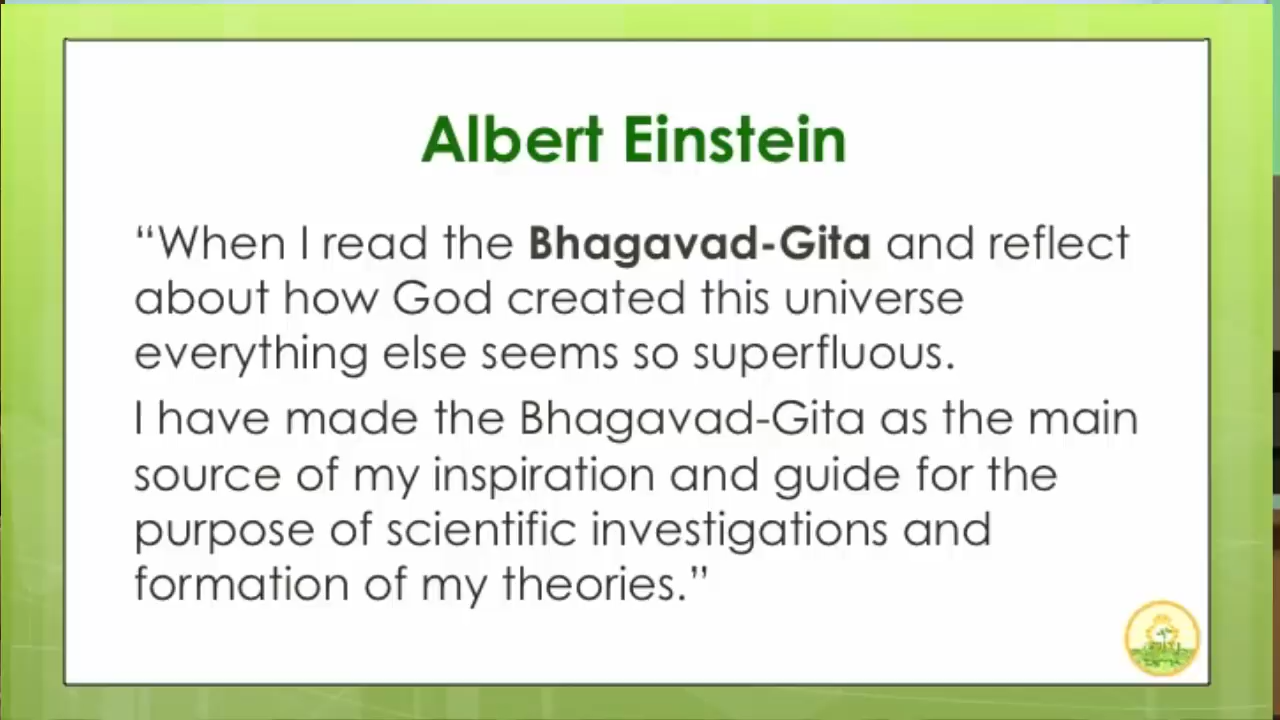 Albert Einstein
“When I read the Bhagavad-Gita and reflect
about how God created this universe
everything else seems so superfluous.
I have made the Bhagavad-Gita as the main
source of my inspiration and guide for the
purpose of scientific investigations and
formation of my theories.”